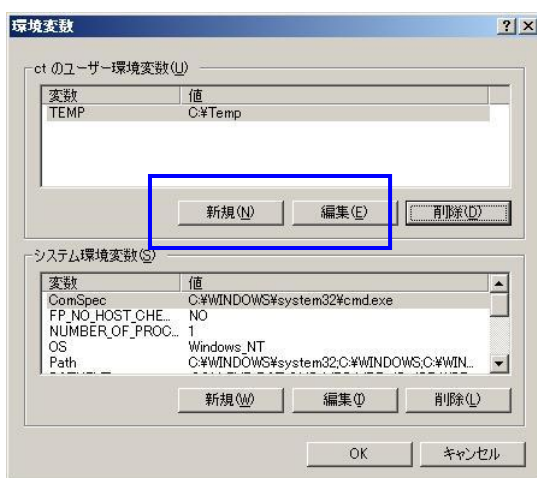 環境変数
ct のユーザー環境変数(U)
変数 値
TEMP C:¥Temp
新規(N) 編集(E) 削除(D)
システム環境変数(S)
変数 値
ComSpec C:¥WINDOWS¥system32¥cmd.exe
FP_NO_HOST_CHE... NO
NUMBER_OF_PROC... 1
OS Windows_NT
Path C:¥WINDOWS¥system32;C:¥WINDOWS;C:¥WIN...
新規(W) 編集(I) 削除(L)
OK キャンセル